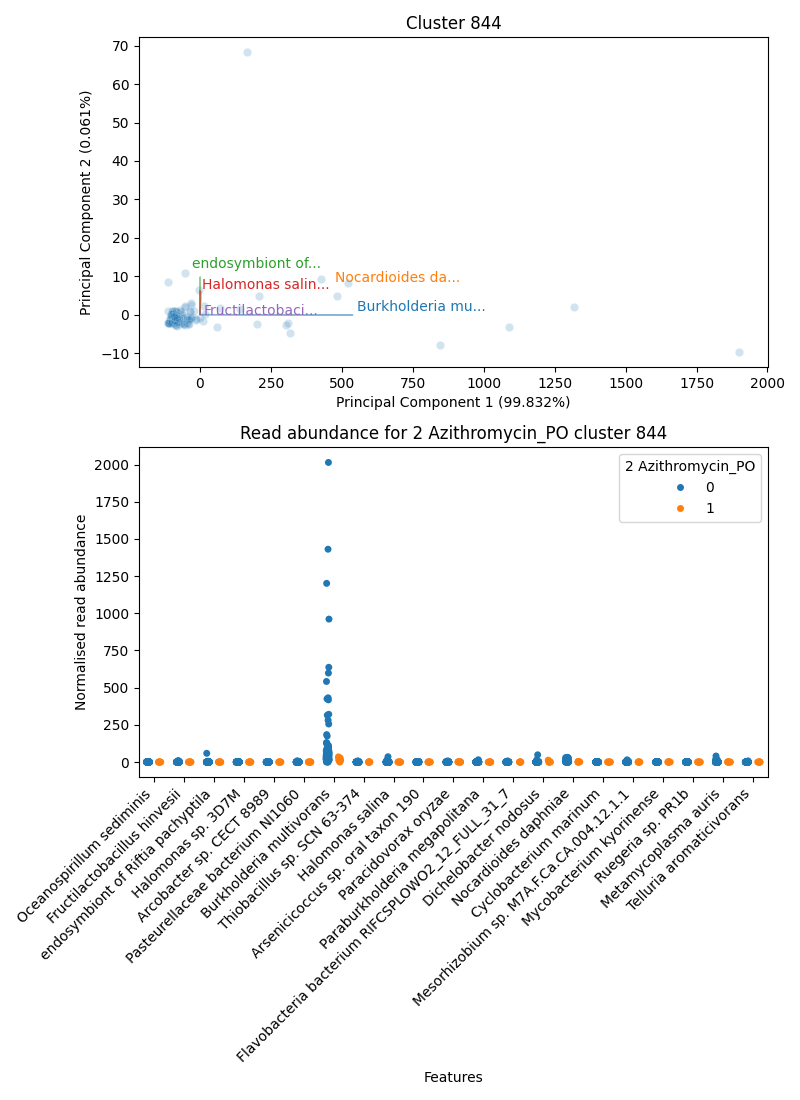 Cluster 844
Principal Component 2 (0.061%)
70
60
50
40
30
20
10
0
−10
endosymbiont of...
Nocardioides da...
Halomonas salin...
Fructilactobaci...
Burkholderia mu...
0
250
500
750
1000
1250
1500
1750
2000
Principal Component 1 (99.832%)
Read abundance for 2 Azithromycin_PO cluster 844
Normalised read abundance
2000
1750
1500
1250
1000
750
500
250
0
2 Azithromycin_PO
0
1
Oceanospirillum sediminis
Fructilactobacillus hinvesii
endosymbiont of Riftia pachyptila
Halomonas sp. 3D7M
Arcobacter sp. CECT 8989
Pasteurellaceae bacterium NI1060
Burkholderia multivorans
Thiobacillus sp. SCN 63-374
Halomonas salina
Arsenicicoccus sp. oral taxon 190
Paracidovorax oryzae
Paraburkholderia megapolitana
Flavobacteria bacterium RIFCSPLOWO2_12_FULL_31_7
Dichelobacter nodosus
Nocardioides daphniae
Cyclobacterium marinum
Mesorhizobium sp. M7A.F.Ca.CA.004.12.1.1
Mycobacterium kyorinense
Ruegeria sp. PR1b
Metamycoplasma auris
Telluria aromaticivorans
Features